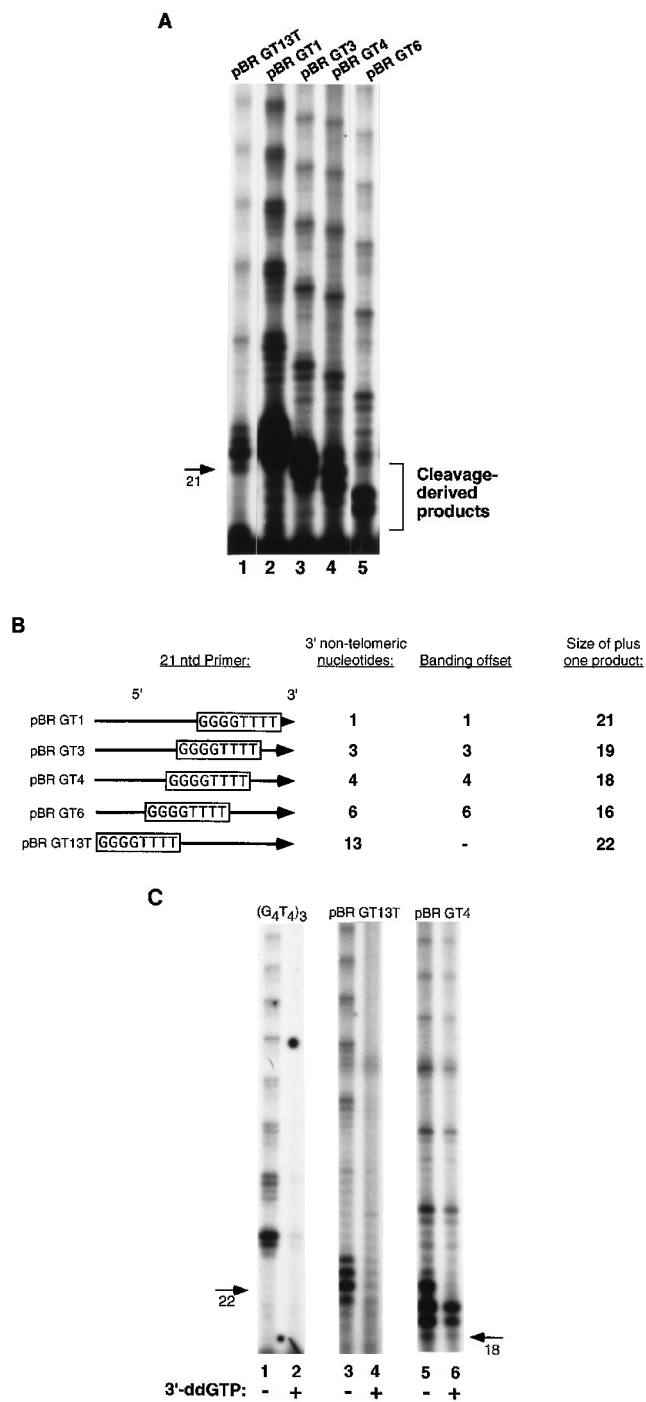 A
pBR GT13T
pBR GT1
pBR GT3
pBR GT4
pBR GT6
21
Cleavage-
derived
products
1 2 3 4 5
B
21 ntd Primer:
3' non-telomeric
nucleotides:
Banding offset
Size of plus
one product:
5' 3'
pBR GT1 GGGGTTTT 1 1 21
pBR GT3 GGGGTTTT 3 3 19
pBR GT4 GGGGTTTT 4 4 18
pBR GT6 GGGGTTTT 6 6 16
pBR GT13T GGGGTTTT 13 - 22
C
(G4T4)3 pBR GT13T pBR GT4
22
18
1 2 3 4 5 6
3'-ddGTP: - + - + - +